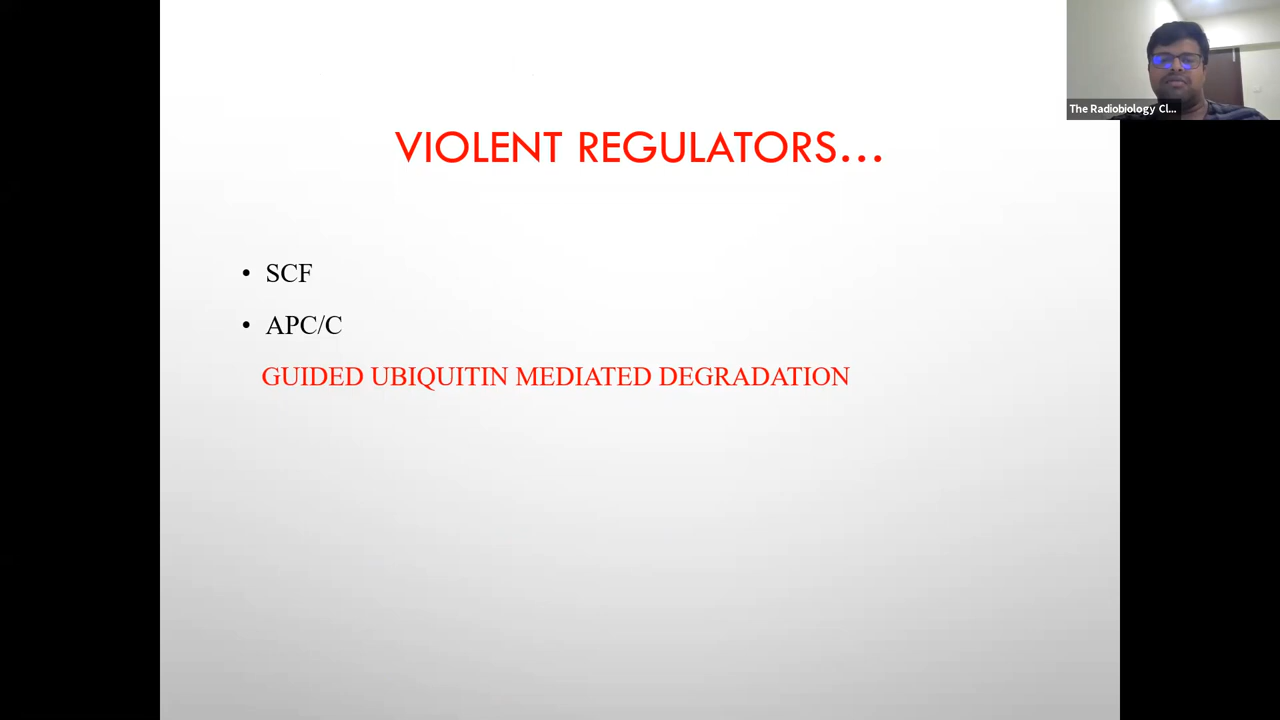 The Radiobiology Cl...
VIOLENT REGULATORS...
• SCF
• APC/C
GUIDED UBIQUITIN MEDIATED DEGRADATION